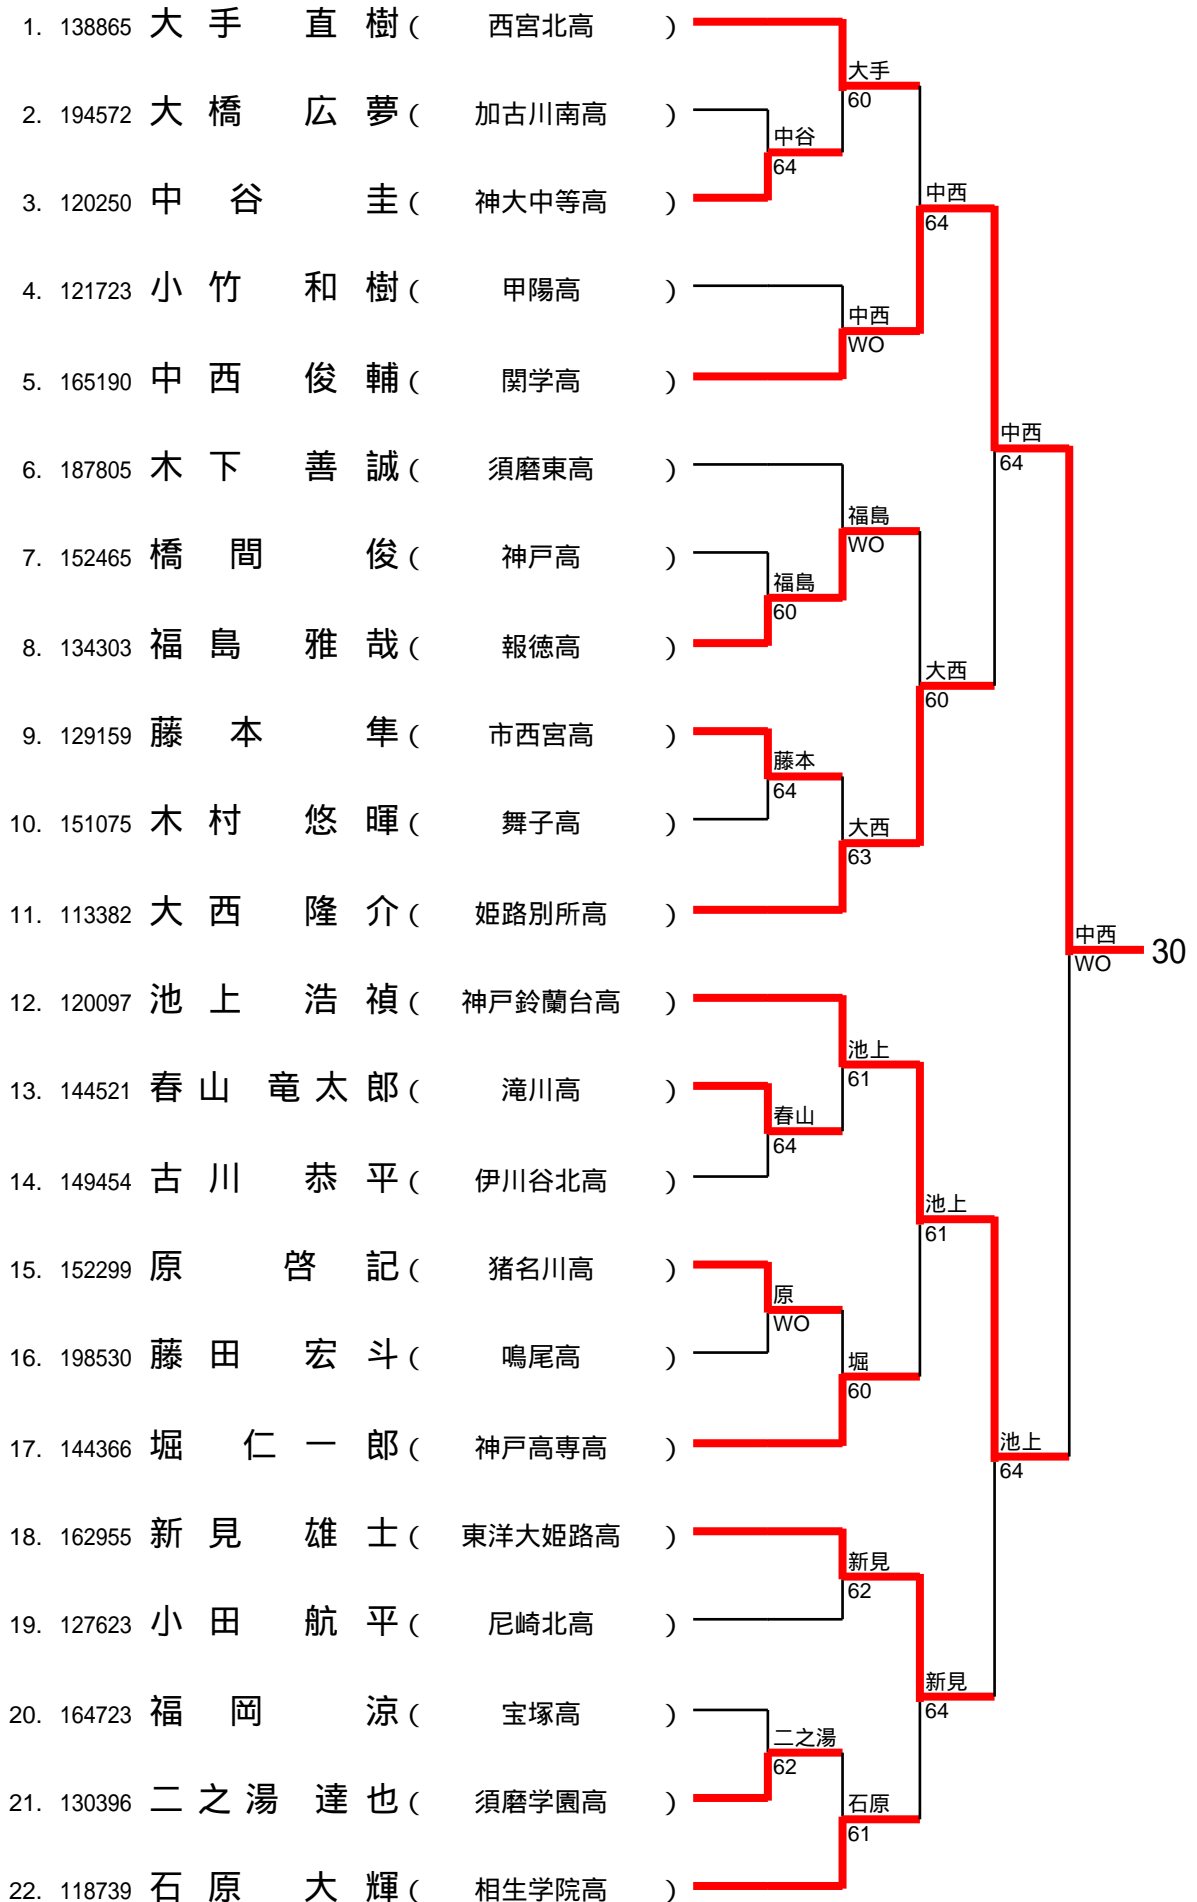 1. 138865 大手 直樹 ( 西宮北高 )
大手
2. 194572 大橋 広夢 ( 加古川南高 )
60
中谷
64
3. 120250 中谷 圭 ( 神大中等高 )
中西
64
4. 121723 小竹 和樹 ( 甲陽高 )
中西
WO
5. 165190 中西 俊輔 ( 関学高 )
中西
64
6. 187805 木下 善誠 ( 須磨東高 )
福島
WO
7. 152465 橋間 俊 ( 神戸高 )
福島
60
8. 134303 福島 雅哉 ( 報徳高 )
大西
60
9. 129159 藤本 隼 ( 市西宮高 )
藤本
64
10. 151075 木村 悠暉 ( 舞子高 )
大西
63
11. 113382 大西 隆介 ( 姫路別所高 )
中西
WO
30
12. 120097 池上 浩禎 ( 神戸鈴蘭台高 )
池上
61
13. 144521 春山 竜太郎 ( 滝川高 )
春山
64
14. 149454 古川 恭平 ( 伊川谷北高 )
池上
61
15. 152299 原 啓記 ( 猪名川高 )
原
WO
16. 198530 藤田 宏斗 ( 鳴尾高 )
堀
60
17. 144366 堀 仁一郎 ( 神戸高専高 )
池上
64
18. 162955 新見 雄士 ( 東洋大姫路高 )
新見
62
19. 127623 小田 航平 ( 尼崎北高 )
新見
64
20. 164723 福岡 涼 ( 宝塚高 )
二之湯
62
21. 130396 二之湯 達也 ( 須磨学園高 )
石原
61
22. 118739 石原 大輝 ( 相生学院高 )